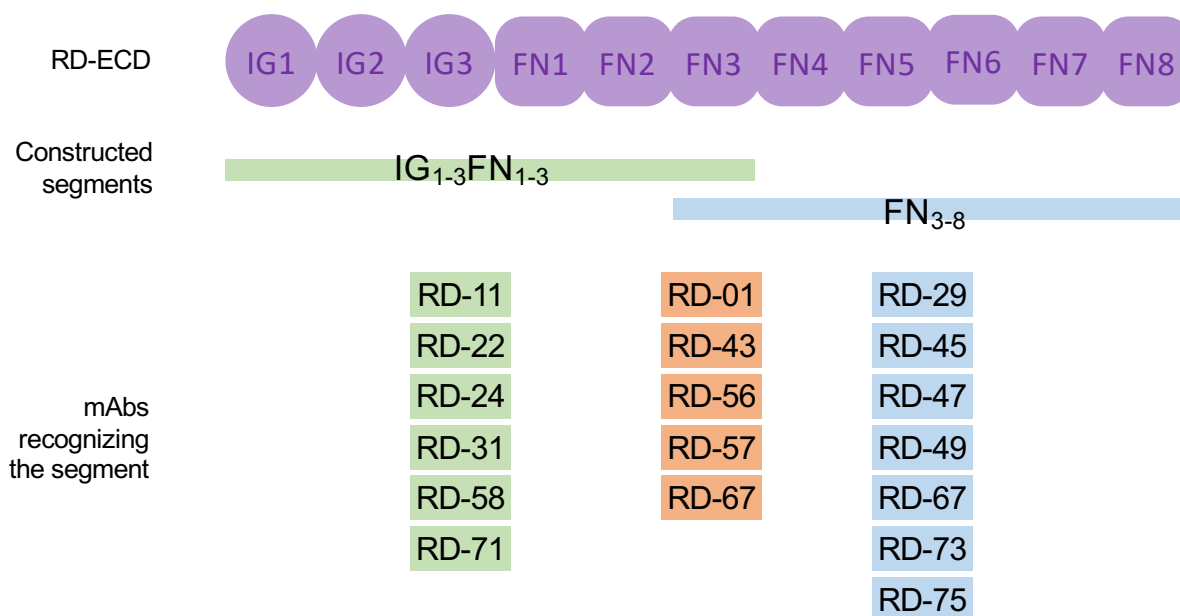 RD-ECD IG1 IG2 IG3 FN1 FN2 FN3 FN4 FN5 FN6 FN7 FN8
Constructed
segments
IG1-3FN1-3
FN3-8
RD-11 RD-01 RD-29
RD-22 RD-43 RD-45
RD-24 RD-56 RD-47
mAbs
recognizing
the segment
RD-31 RD-57 RD-49
RD-58 RD-67 RD-67
RD-71 RD-73
RD-75